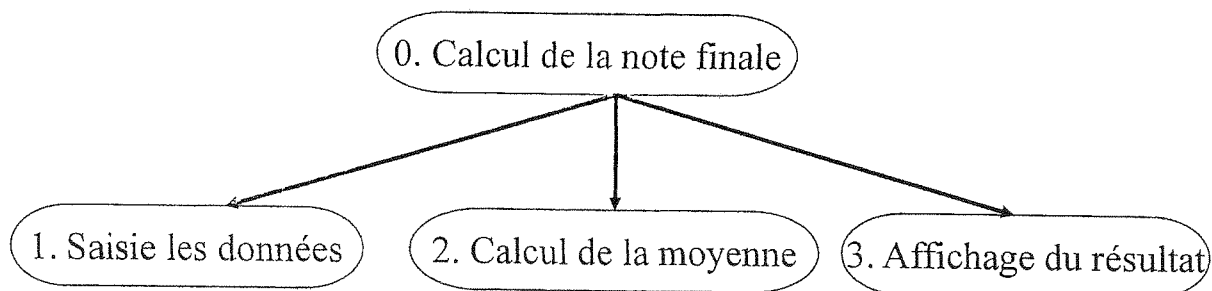 0. Calcul de la note finale
1. Saisie les données
2. Calcul de la moyenne
3. Affichage du résultat